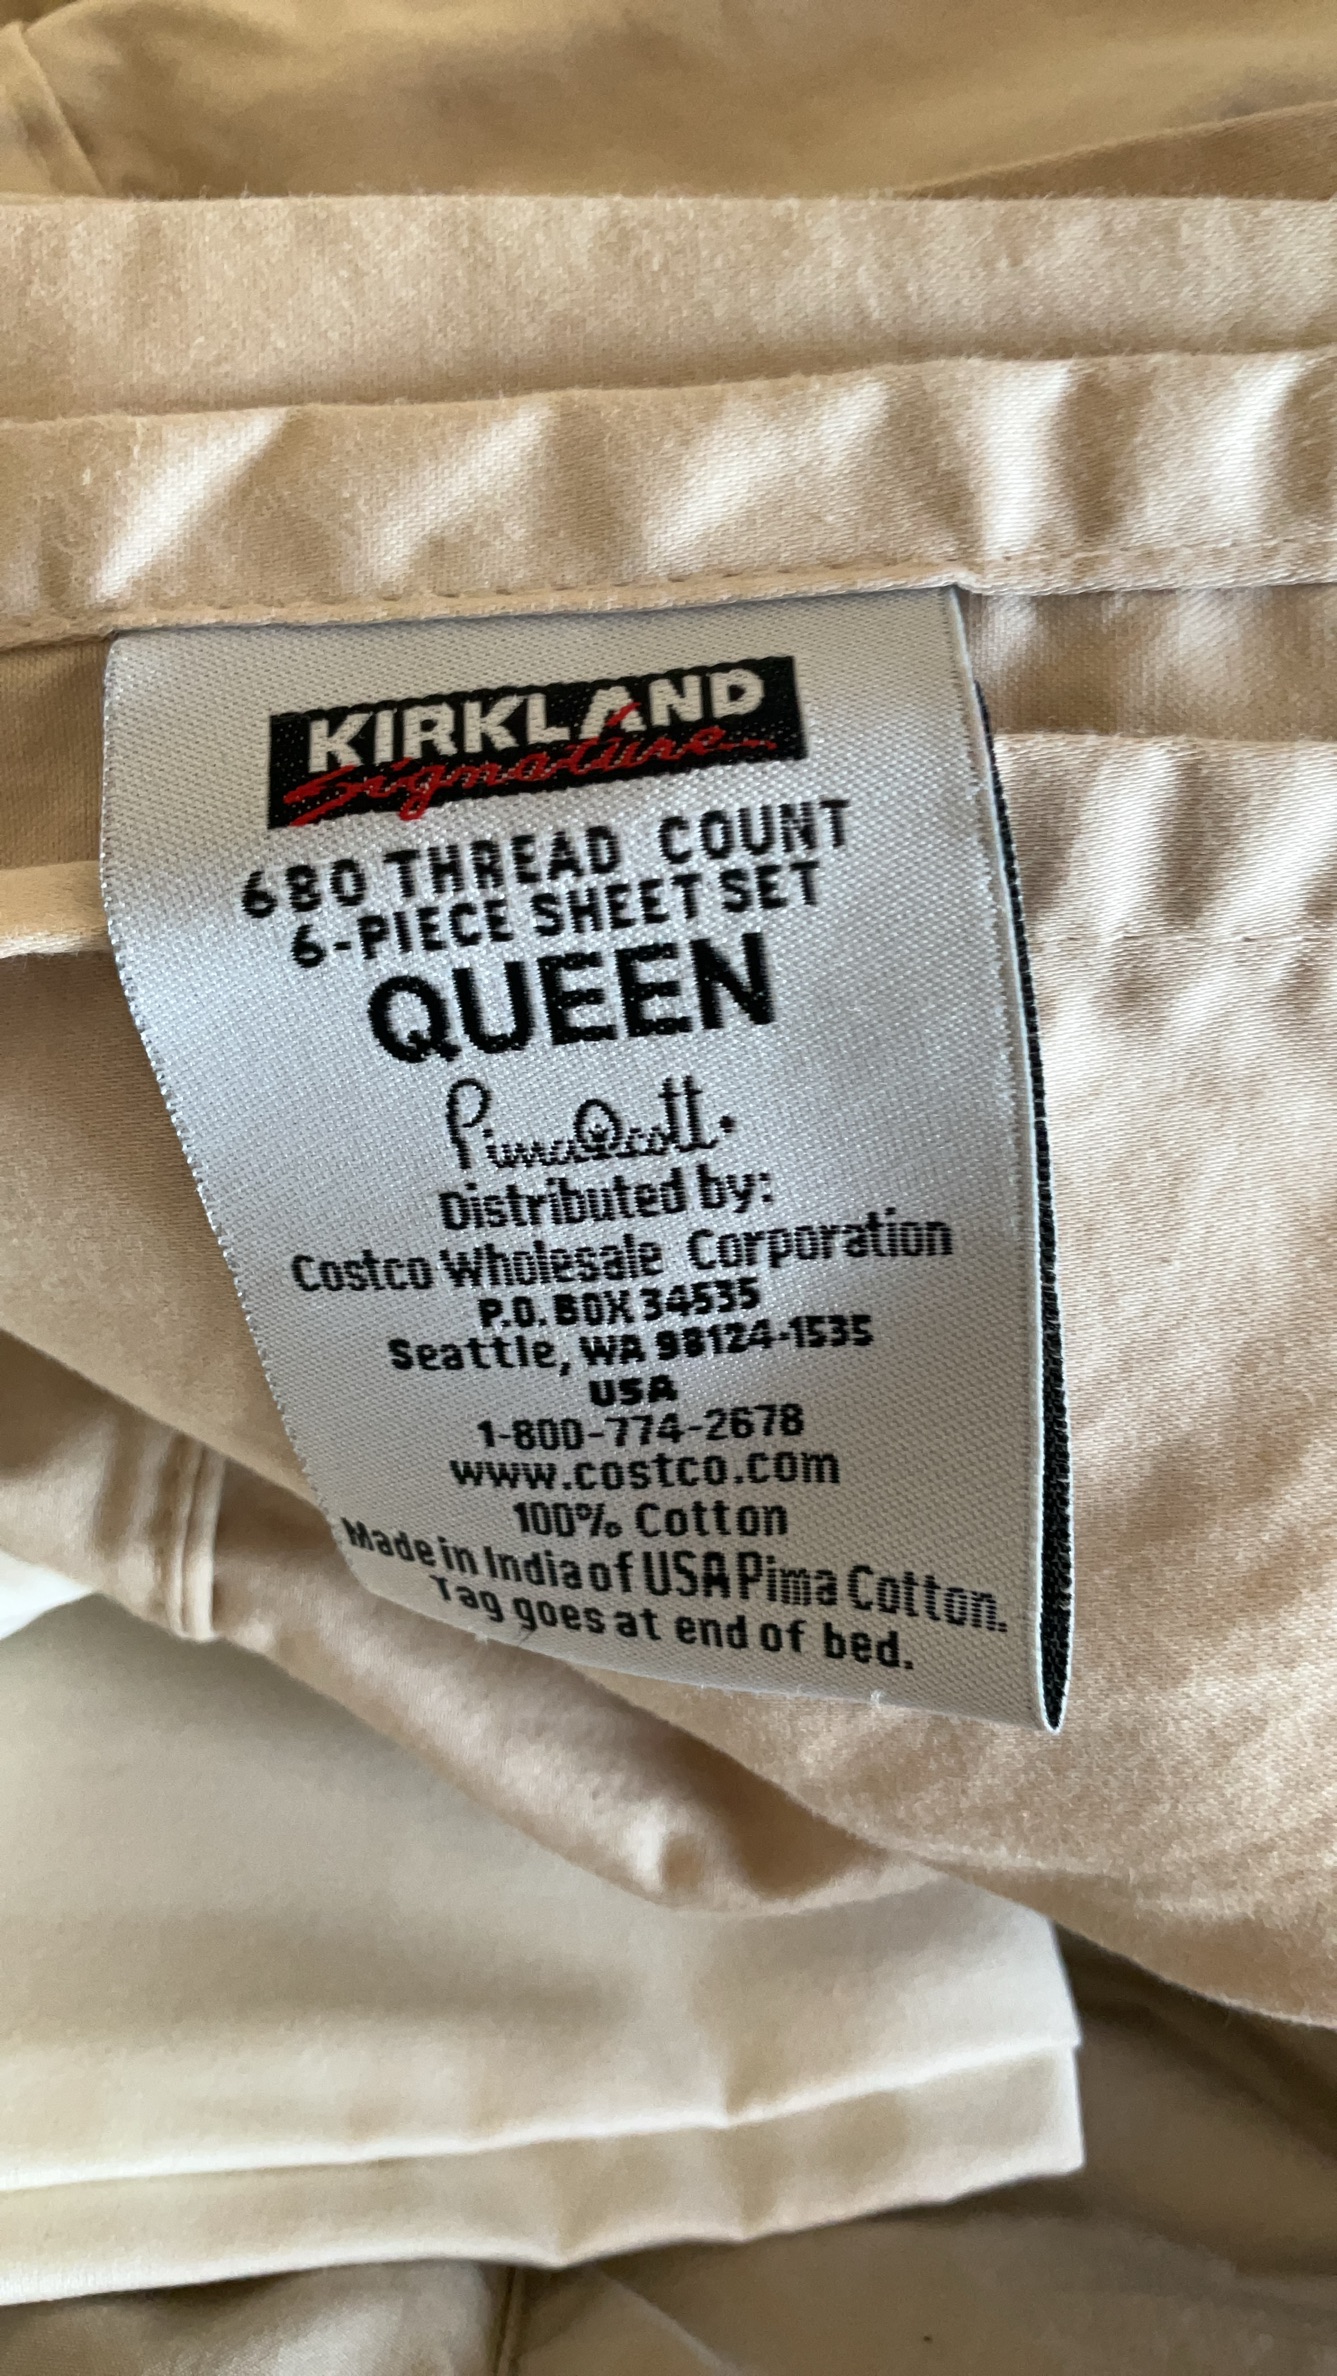 KIRKLAND
Signature
680 THREAD COUNT
6-PIECE SHEET SET
QUEEN
PimaCott.
Distributed by:
Costco Wholesale Corporation
P.O. BOX 34535
Seattle, WA 98124-1535
USA
1-800-774-2678
www.costco.com
100% Cotton
Made in India of USA Pima Cotton.
Tag goes at end of bed.